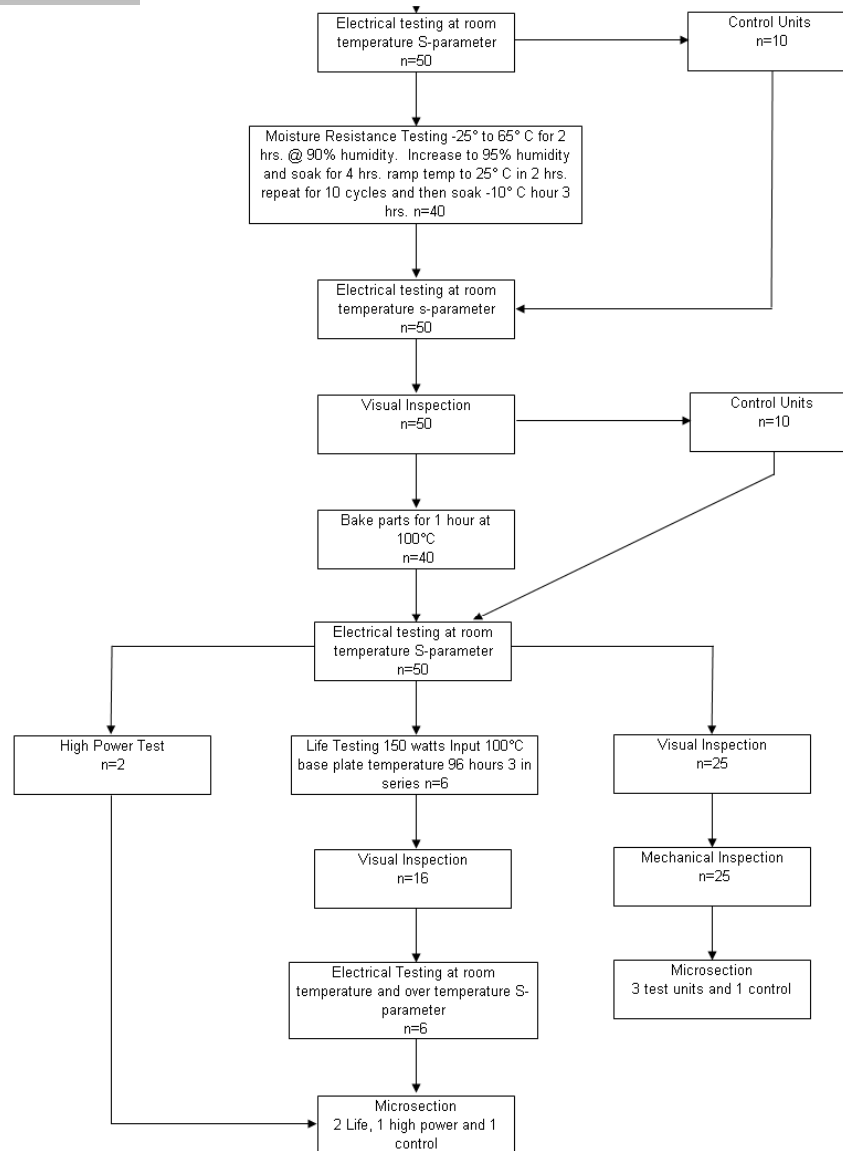 Electrical testing at room
temperature S-parameter
n=50
Control Units
n=10
Moisture Resistance Testing -25° to 65° C for 2
hrs. @ 90% humidity. Increase to 95% humidity
and soak for 4 hrs. ramp temp to 25° C in 2 hrs.
repeat for 10 cycles and then soak -10° C hour 3
hrs. n=40
Electrical testing at room
temperature s-parameter
n=50
Visual Inspection
n=50
Control Units
n=10
Bake parts for 1 hour at
100°C
n=40
Electrical testing at room
temperature S-parameter
n=50
High Power Test
n=2
Life Testing 150 watts Input 100°C
base plate temperature 96 hours 3 in
series n=6
Visual Inspection
n=25
Visual Inspection
n=16
Mechanical Inspection
n=25
Electrical Testing at room
temperature and over temperature S-
parameter
n=6
Microsection
3 test units and 1 control
Microsection
2 Life, 1 high power and 1
control